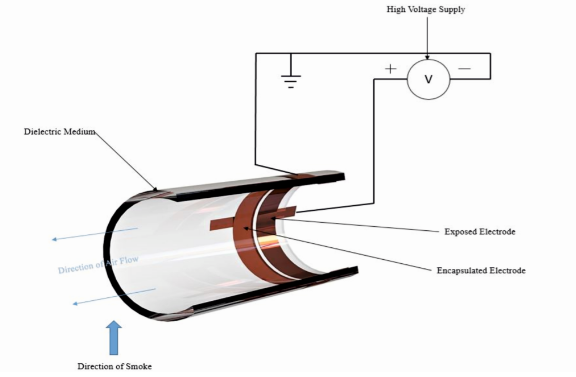 High Voltage Supply
+
−
V
Dielectric Medium
Exposed Electrode
Direction of Air Flow
Encapsulated Electrode
Direction of Smoke